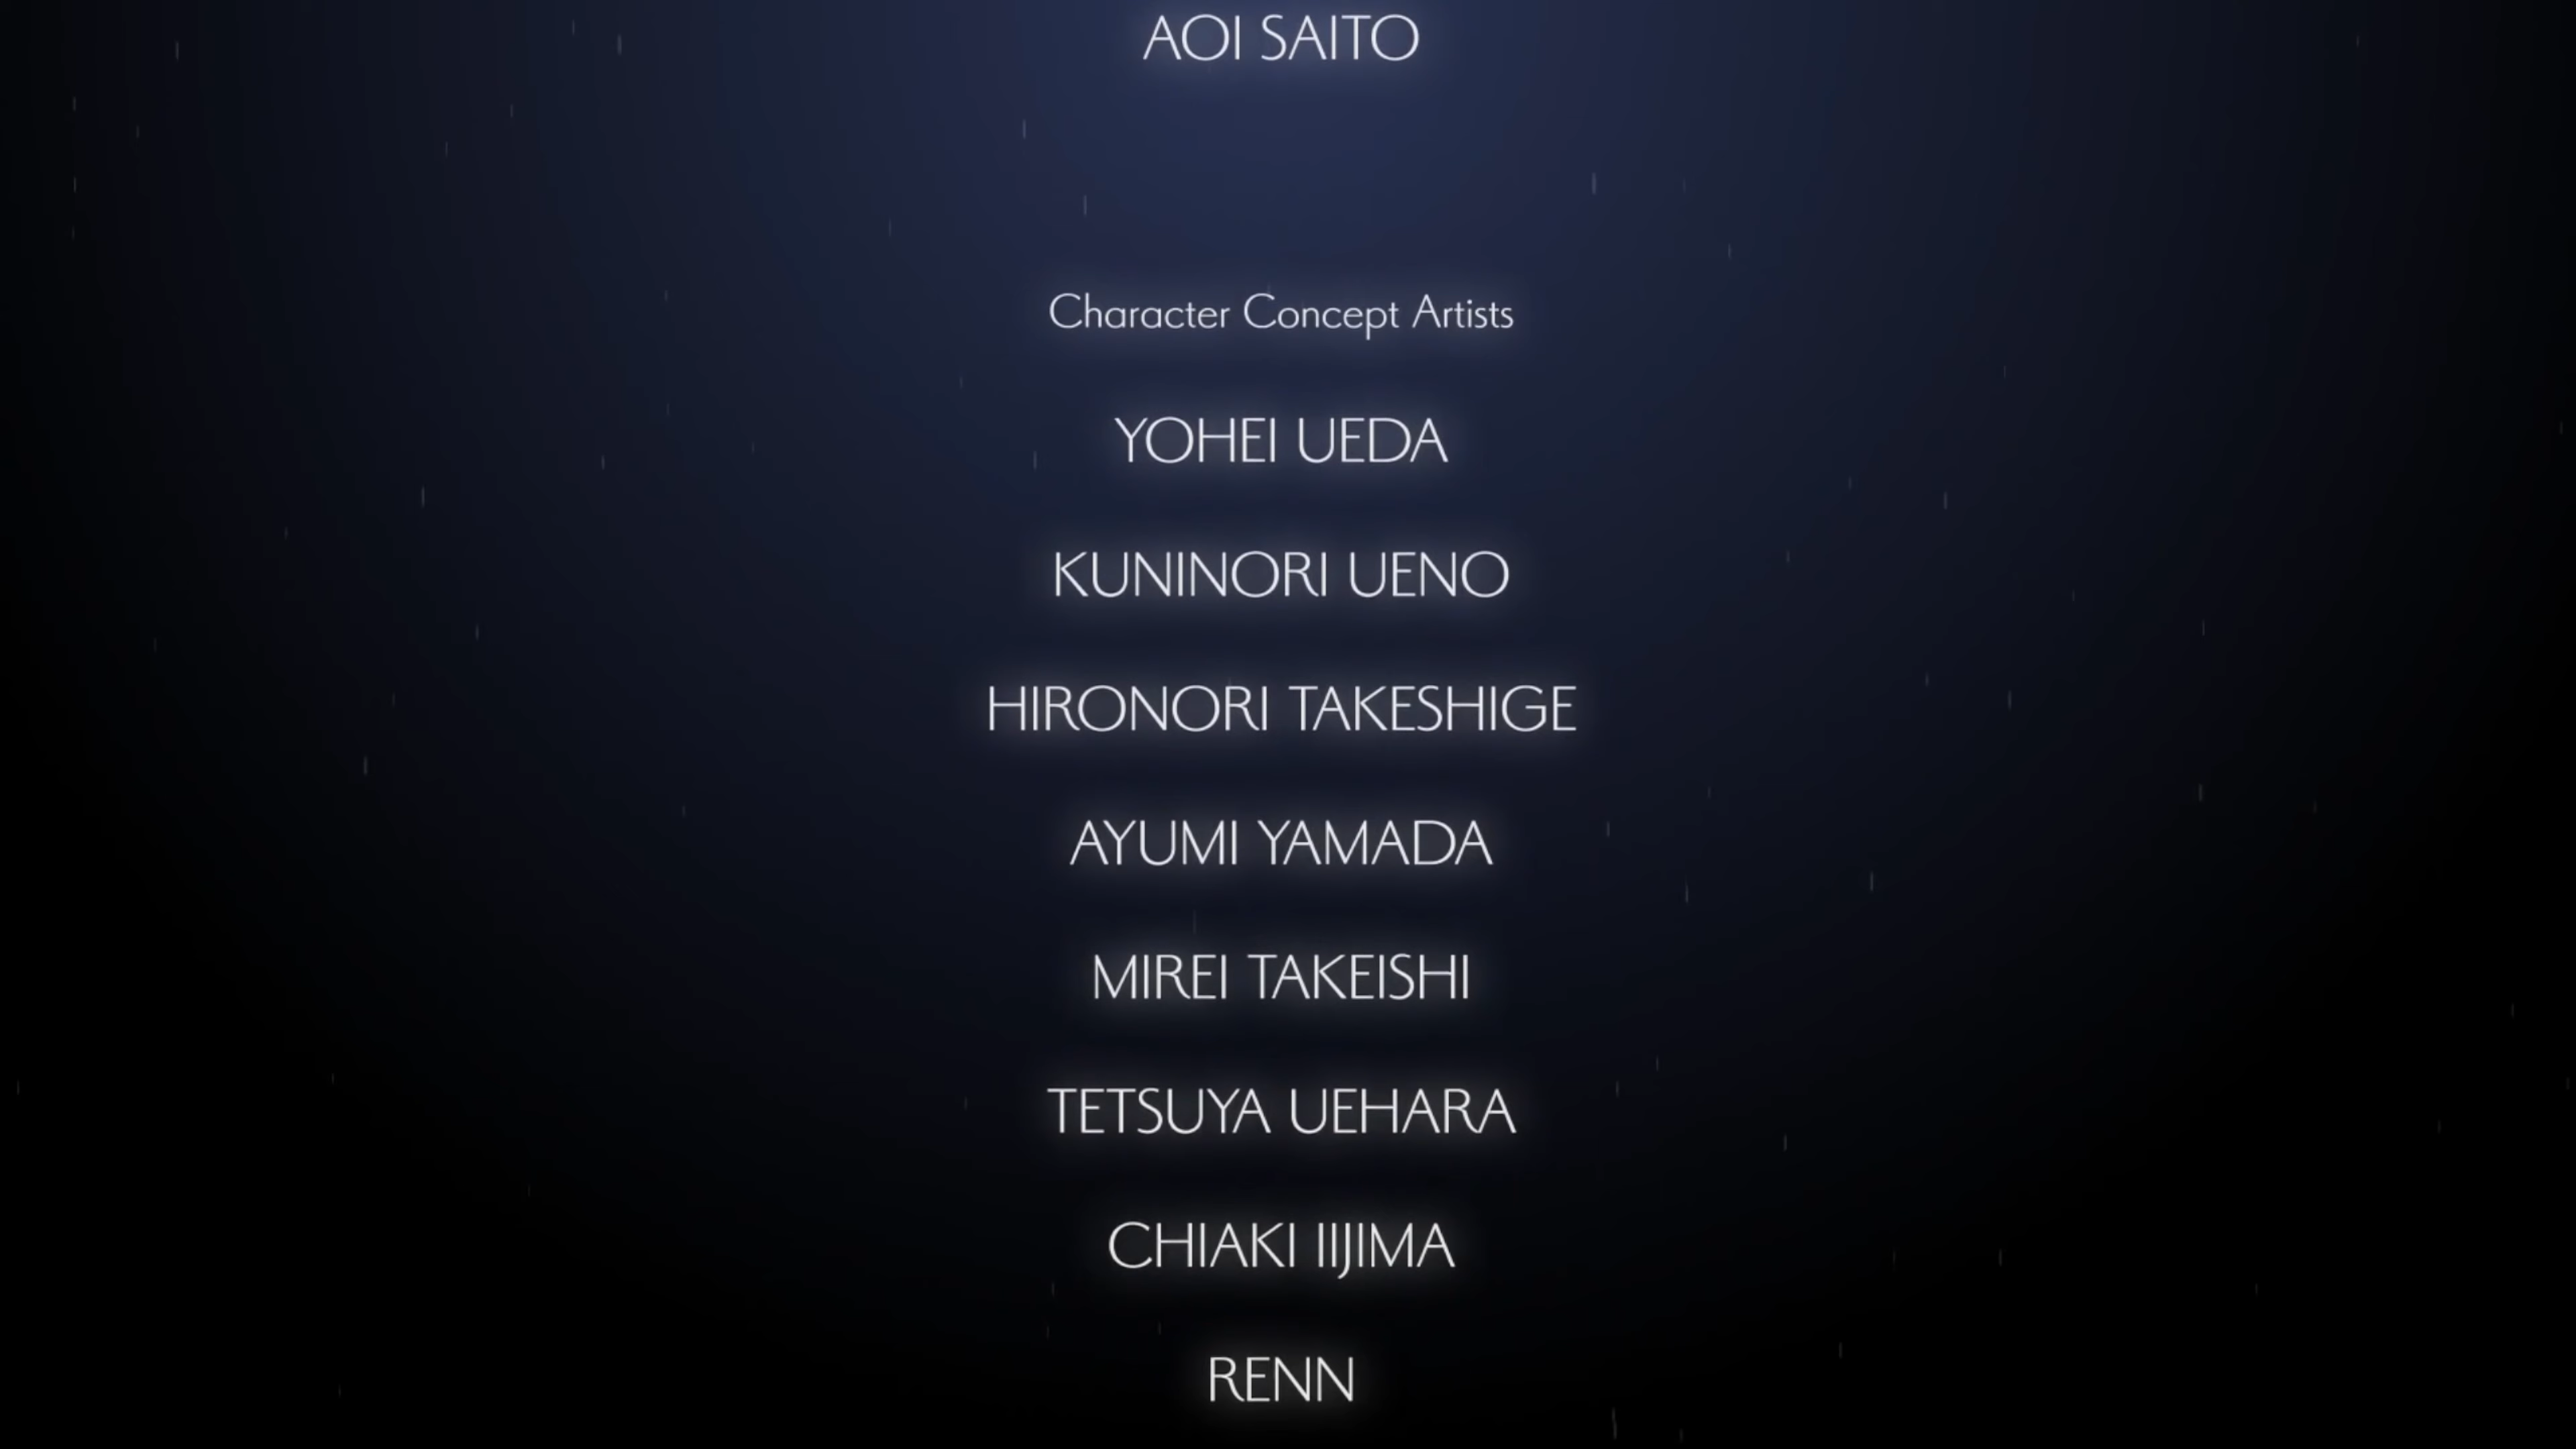 AOI SAITO
Character Concept Artists
YOHEI UEDA
KUNINORI UENO
HIRONORI TAKESHIGE
AYUMI YAMADA
MIREI TAKEISHI
TETSUYA UEHARA
CHIAKI IIJIMA
RENN